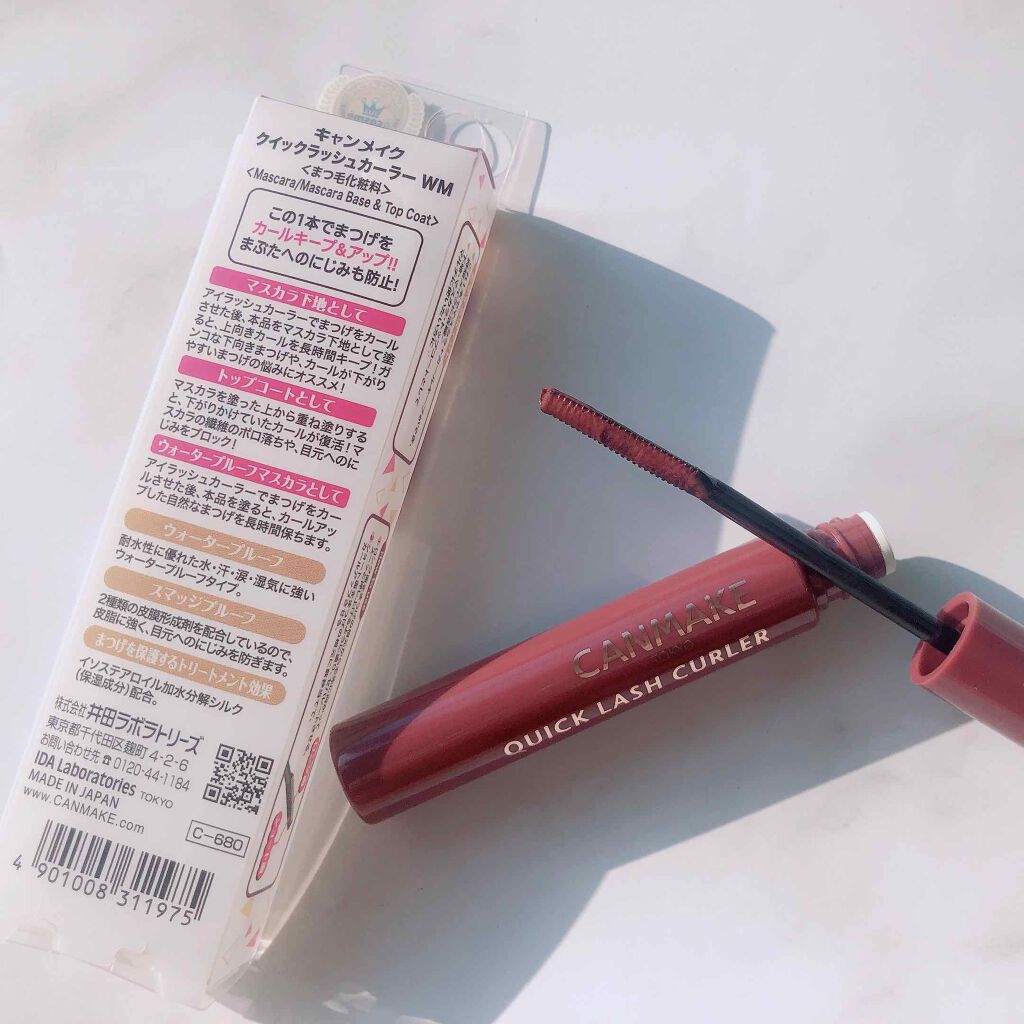 キャンメイク
クイックラッシュカーラー WM
<まつ毛化粧料>
<Mascara/Mascara Base & Top Coat>
この1本でまつげを
カールキープ&アップ!!
まぶたへのにじみも防止!
マスカラ下地として
アイラッシュカーラーでまつげをカール
させた後、本品をマスカラ下地として塗
ると、上向きカールを長時間キープ!ガ
ンコな下向きまつげや、カールが下がり
やすいまつげの悩みにオススメ!
トップコートとして
マスカラを塗った上から重ね塗りする
と、下がりかけていたカールが復活!マ
スカラの繊維のポロ落ちや、目元へのに
じみをブロック!
ウォータープルーフマスカラとして
アイラッシュカーラーでまつげをカー
ルさせた後、本品を塗ると、カールアッ
プした自然なまつげを長時間保ちます。
ウォータープルーフ
耐水性に優れた水・汗・涙・湿気に強い
ウォータープルーフタイプ。
スマッジプルーフ
2種類の皮膜形成剤を配合しているので、
皮脂に強く、目元へのにじみを防ぎます。
まつげを保護するトリートメント効果
イソステアロイル加水分解シルク
(保湿成分)配合。
株式会社 井田ラボラトリーズ
東京都千代田区麹町 4-2-6
お問い合わせ先 ☎ 0120-44-1184
IDA Laboratories TOKYO
MADE IN JAPAN
www.CANMAKE.com
C-680
4 901008 311975
CANMAKE
TOKYO
QUICK LASH CURLER